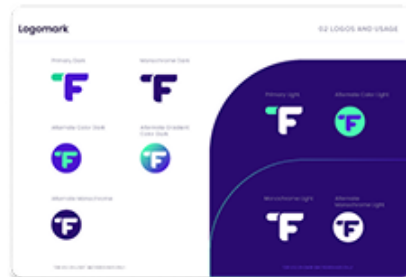 Logomark
02 LOGOS AND USAGE
Primary Dark
Monochrome Dark
Primary Light
Alternate Color Light
Alternate Color Dark
Alternate Gradient
Color Dark
Alternate Monochrome
Monochrome Light
Alternate
Monochrome Light